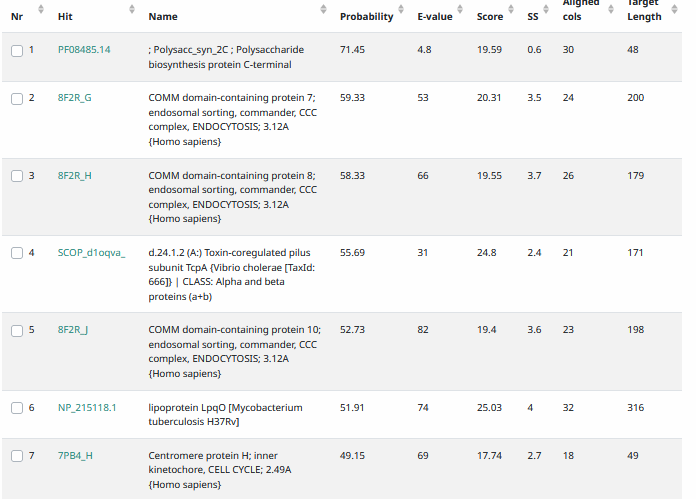 Nr Hit Name Probability E-value Score SS Aligned cols Target Length
1 PF08485.14 ; Polysacc_syn_2C ; Polysaccharide 71.45 4.8 19.59 0.6 30 48
biosynthesis protein C-terminal
2 8F2R_G COMM domain-containing protein 7; 59.33 53 20.31 3.5 24 200
endosomal sorting, commander, CCC
complex, ENDOCYTOSIS; 3.12A
{Homo sapiens}
3 8F2R_H COMM domain-containing protein 8; 58.33 66 19.55 3.7 26 179
endosomal sorting, commander, CCC
complex, ENDOCYTOSIS; 3.12A
{Homo sapiens}
4 SCOP_d1oqva_ d.24.1.2 (A:) Toxin-coregulated pilus 55.69 31 24.8 2.4 21 171
subunit TcpA {Vibrio cholerae [TaxId:
666]} | CLASS: Alpha and beta
proteins (a+b)
5 8F2R_J COMM domain-containing protein 10; 52.73 82 19.4 3.6 23 198
endosomal sorting, commander, CCC
complex, ENDOCYTOSIS; 3.12A
{Homo sapiens}
6 NP_215118.1 lipoprotein LpqO [Mycobacterium 51.91 74 25.03 4 32 316
tuberculosis H37Rv]
7 7PB4_H Centromere protein H; inner 49.15 69 17.74 2.7 18 49
kinetochore, CELL CYCLE; 2.49A
{Homo sapiens}